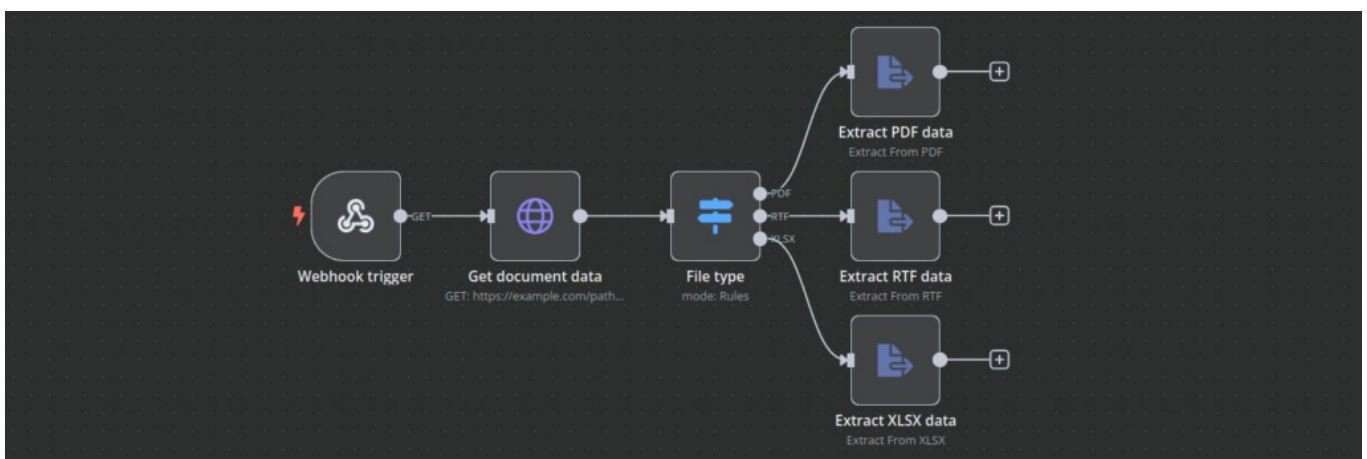 GET
PDF
RTF
XLSX
Extract PDF data
Extract From PDF
Webhook trigger
Get document data
GET: https://example.com/path...
File type
mode: Rules
Extract RTF data
Extract From RTF
Extract XLSX data
Extract From XLSX